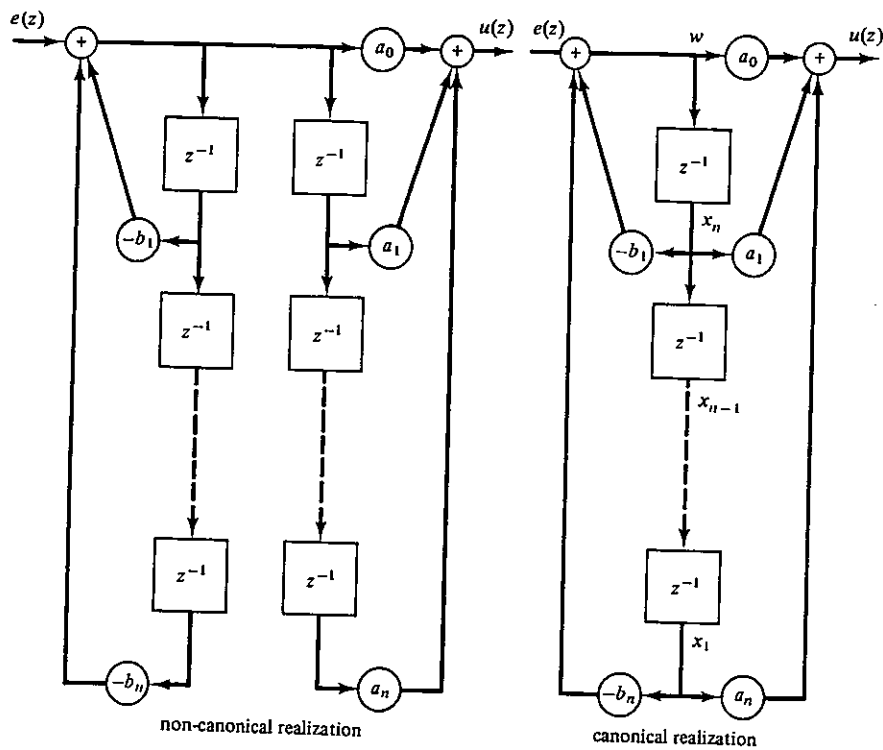 e(z)
+
a₀
+
u(z)
z⁻¹
z⁻¹
-b₁
a₁
z⁻¹
z⁻¹
z⁻¹
z⁻¹
-bₙ
aₙ
non-canonical realization
e(z)
+
w
a₀
+
u(z)
z⁻¹
xₙ
-b₁
a₁
z⁻¹
xₙ₋₁
z⁻¹
x₁
-bₙ
aₙ
canonical realization